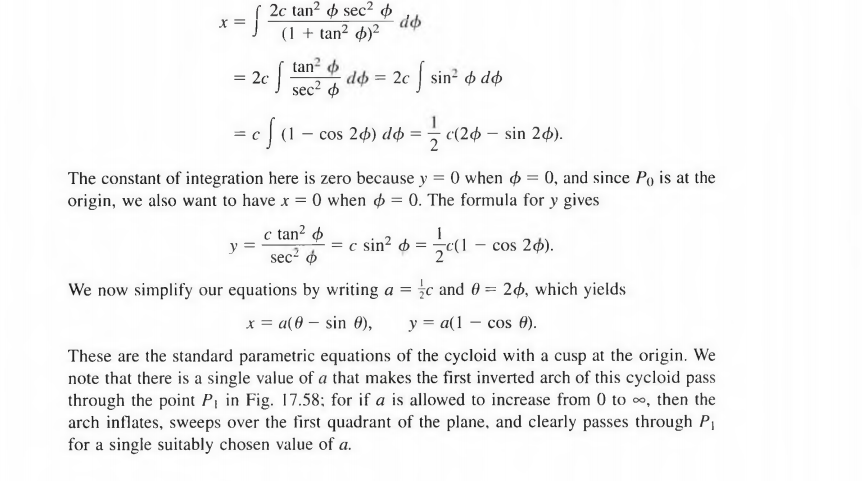 x = ∫ 2c tan² φ sec² φ / (1 + tan² φ)² dφ
= 2c ∫ tan² φ / sec² φ dφ = 2c ∫ sin² φ dφ
= c ∫ (1 − cos 2φ) dφ = 1/2 c(2φ − sin 2φ).
The constant of integration here is zero because y = 0 when φ = 0, and since P₀ is at the
origin, we also want to have x = 0 when φ = 0. The formula for y gives
y = c tan² φ / sec² φ = c sin² φ = 1/2 c(1 − cos 2φ).
We now simplify our equations by writing a = ½c and θ = 2φ, which yields
x = a(θ − sin θ), y = a(1 − cos θ).
These are the standard parametric equations of the cycloid with a cusp at the origin. We
note that there is a single value of a that makes the first inverted arch of this cycloid pass
through the point P₁ in Fig. 17.58; for if a is allowed to increase from 0 to ∞, then the
arch inflates, sweeps over the first quadrant of the plane, and clearly passes through P₁
for a single suitably chosen value of a.